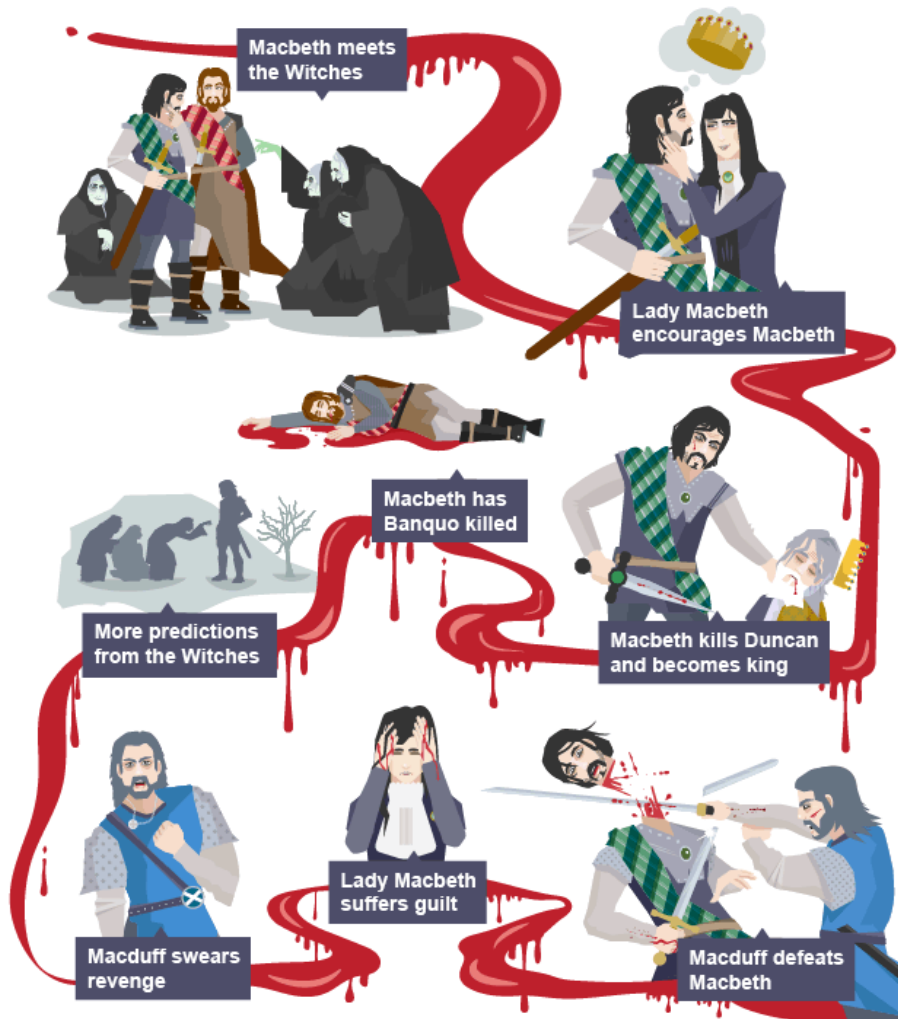 Macbeth meets
the Witches
Lady Macbeth
encourages Macbeth
Macbeth kills Duncan
and becomes king
Macbeth has
Banquo killed
More predictions
from the Witches
Macduff swears
revenge
Lady Macbeth
suffers guilt
Macduff defeats
Macbeth